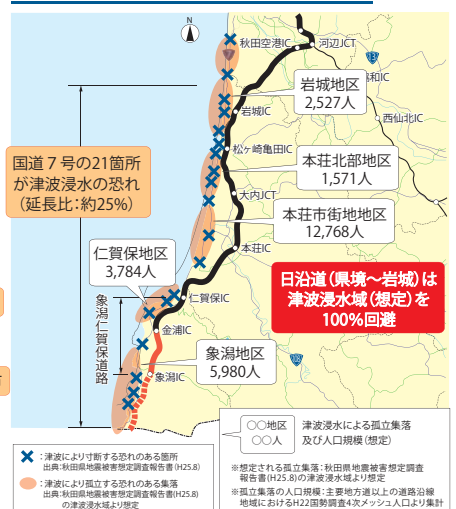 N
秋田空港IC
河辺JCT
7
13
協和IC
岩城地区
2,527人
西仙北IC
岩城IC
国道７号の21箇所
が津波浸水の恐れ
（延長比：約25%）
松ヶ崎亀田IC
本荘北部地区
1,571人
大内JCT
本荘市街地地区
12,768人
仁賀保地区
3,784人
本荘IC
日沿道（県境～岩城）は
津波浸水域（想定）を
100%回避
仁賀保IC
象潟仁賀保道路
金浦IC
象潟地区
5,980人
象潟IC
108
：津波により寸断する恐れのある箇所
出典：秋田県地震被害想定調査報告書（H25.8）
：津波により孤立する恐れのある集落
出典：秋田県地震被害想定調査報告書（H25.8）
の津波浸水域より想定
○○地区
○○人
津波浸水による孤立集落
及び人口規模（想定）
※想定される孤立集落：秋田県地震被害想定調査
報告書（H25.8）の津波浸水域より想定
※孤立集落の人口規模：主要地方道以上の道路沿線
地域におけるH22国勢調査4次メッシュ人口より集計